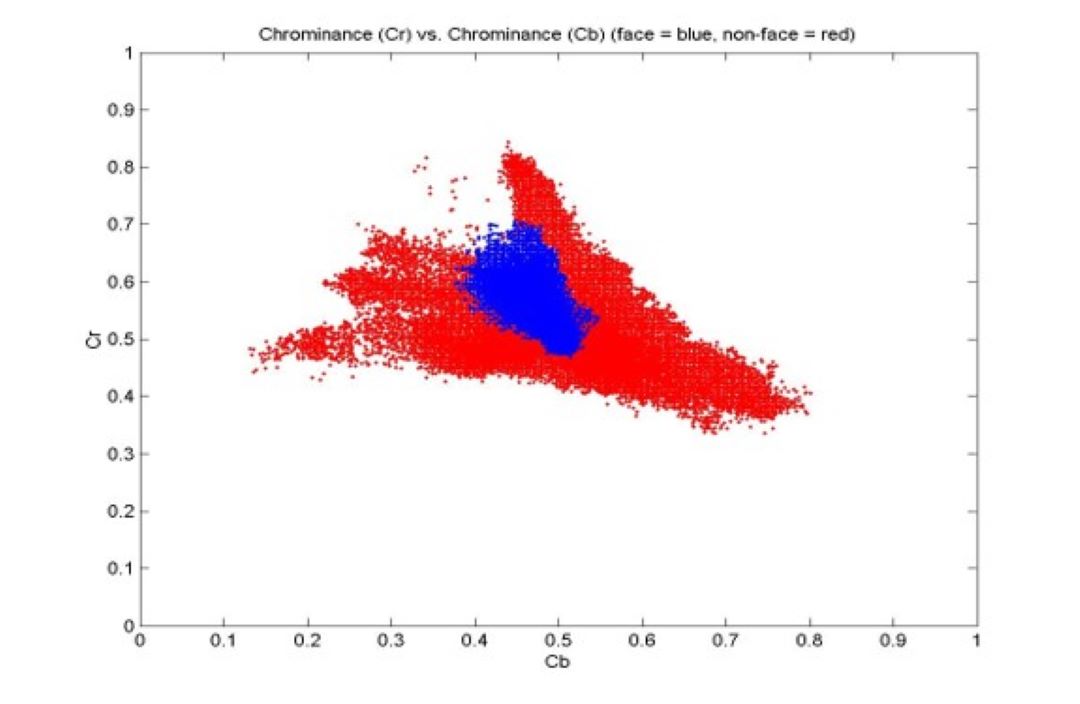 Chrominance (Cr) vs. Chrominance (Cb) (face = blue, non-face = red)
1
0.9
0.8
0.7
0.6
Cr
0.5
0.4
0.3
0.2
0.1
0
0 0.1 0.2 0.3 0.4 0.5 0.6 0.7 0.8 0.9 1
Cb